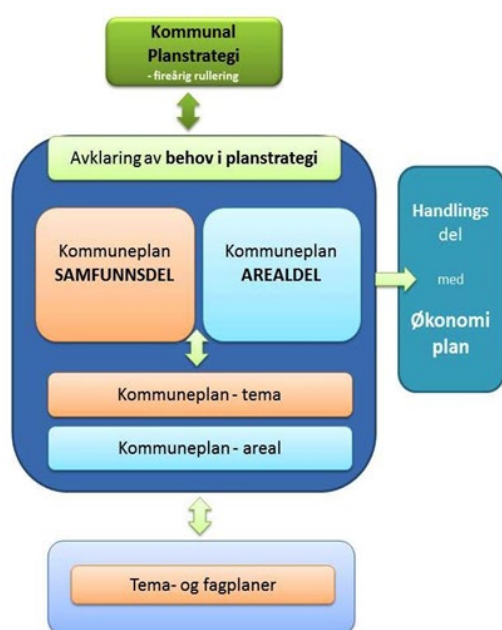 Kommunal
Planstrategi
- fireårig rullering
Avklaring av behov i planstrategi
Kommuneplan
SAMFUNNSDEL
Kommuneplan
AREALDEL
Handlings
del
med
Økonomi
plan
Kommuneplan - tema
Kommuneplan - areal
Tema- og fagplaner